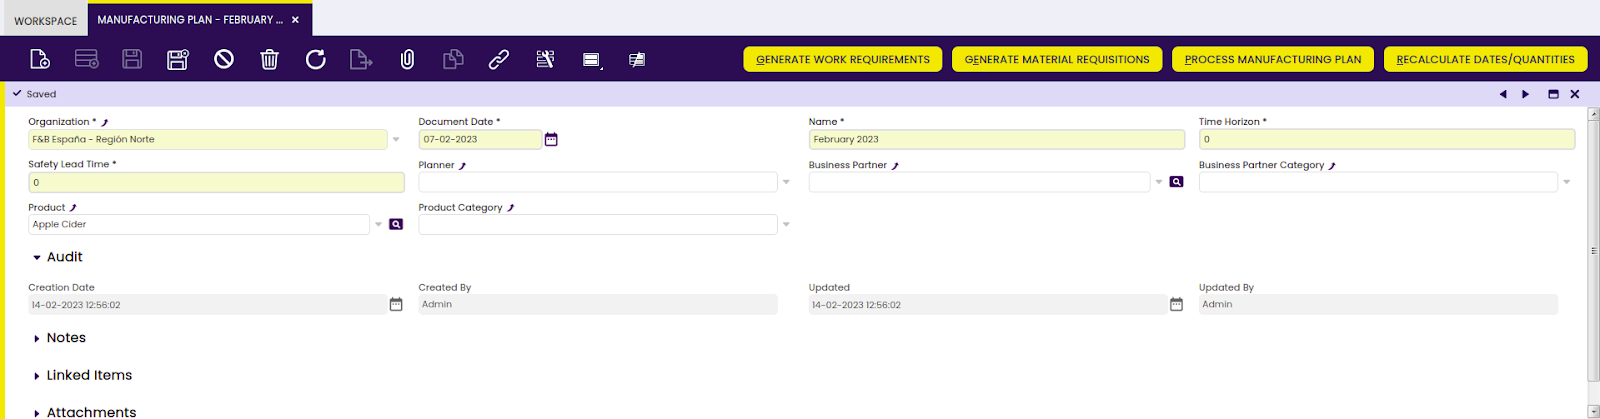 WORKSPACE
MANUFACTURING PLAN - FEBRUARY ... ×
GENERATE WORK REQUIREMENTS
GENERATE MATERIAL REQUISITIONS
PROCESS MANUFACTURING PLAN
RECALCULATE DATES/QUANTITIES
Saved
Organization *
Document Date *
Name *
Time Horizon *
F&B España - Región Norte
07-02-2023
February 2023
0
Safety Lead Time *
Planner
Business Partner
Business Partner Category
0
Product
Product Category
Apple Cider
Audit
Creation Date
Created By
Updated
Updated By
14-02-2023 12:56:02
Admin
14-02-2023 12:56:02
Admin
Notes
Linked Items
Attachments